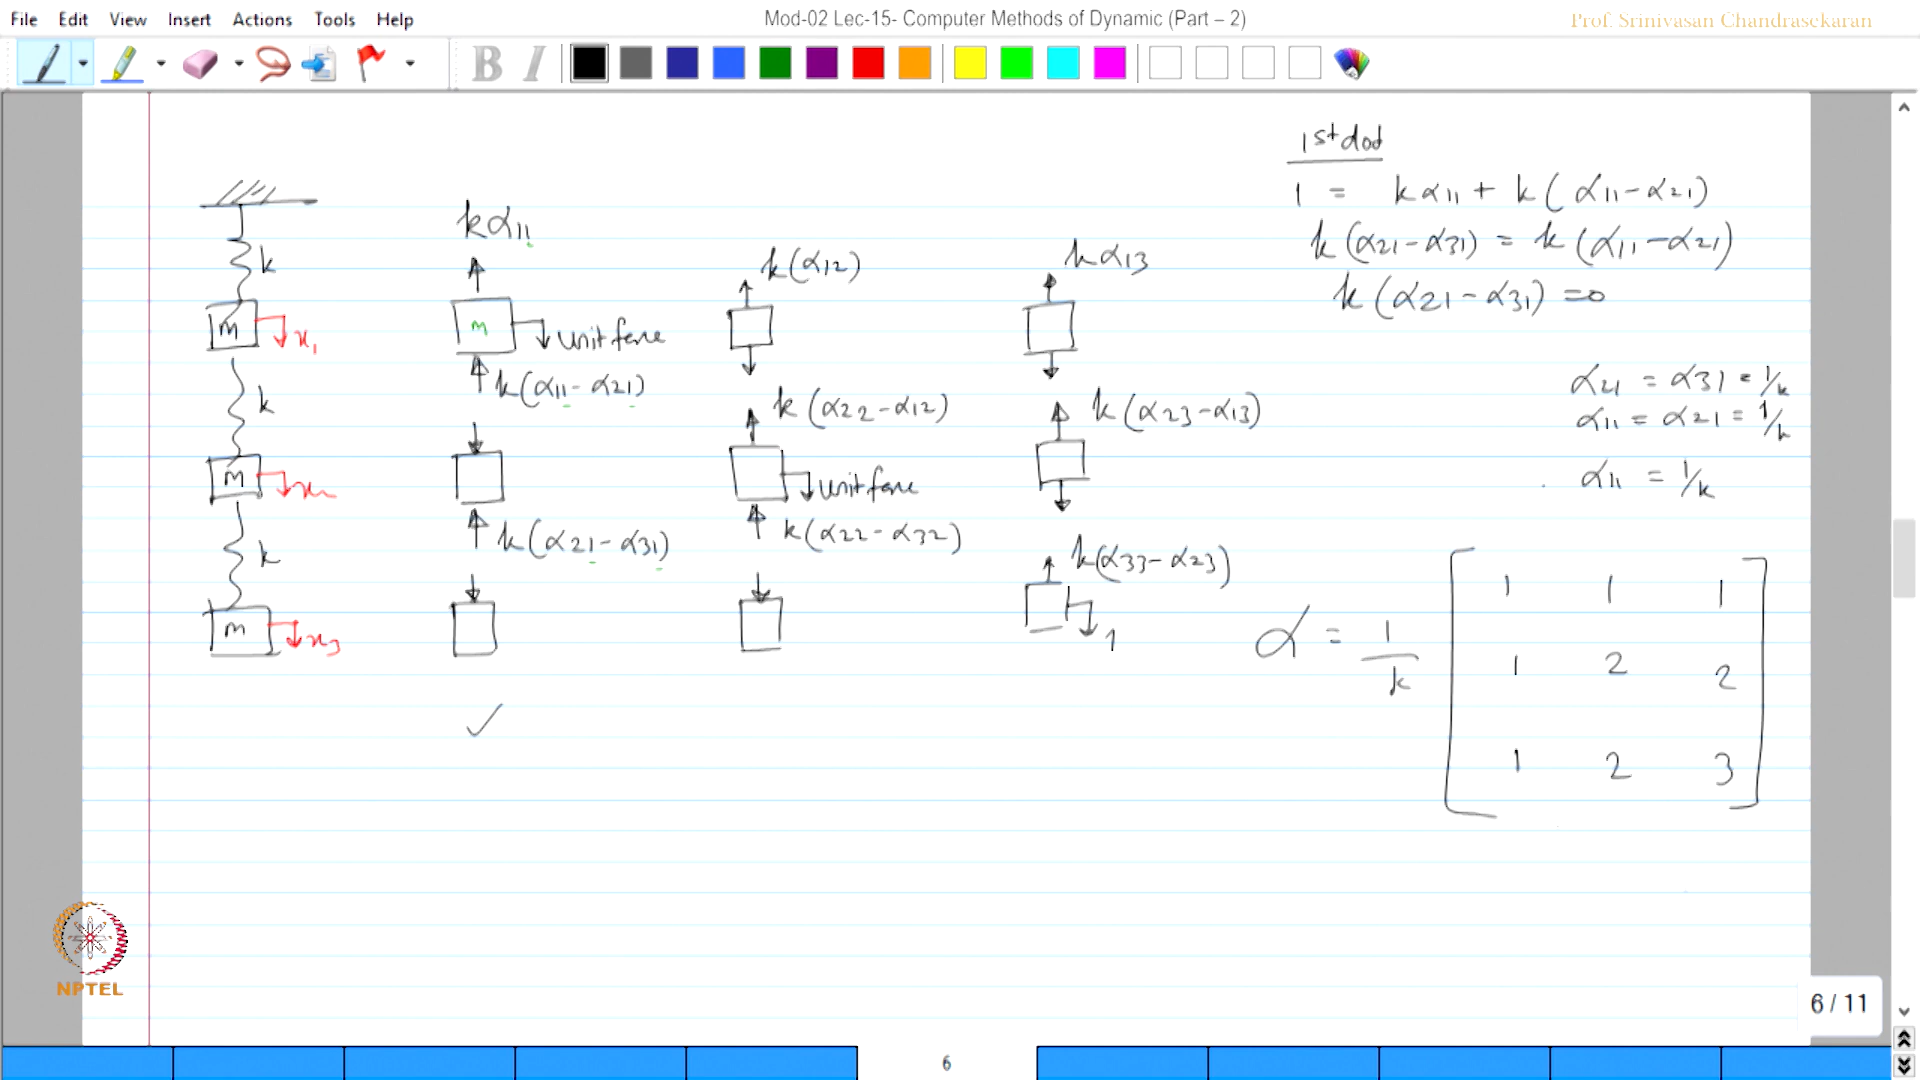 File Edit View Insert Actions Tools Help
Mod-02 Lec-15- Computer Methods of Dynamic (Part – 2)
Prof. Srinivasan Chandrasekaran
B I
k
m
x1
k
m
k
m
x3
kα11
m
unit force
k(α11 - α21)
k(α21 - α31)
k(α12)
k(α22 - α12)
unit force
k(α22 - α32)
kα13
k(α23 - α13)
k(α33 - α23)
1
1st dof
1 = kα11 + k(α11 - α21)
k(α21 - α31) = k(α11 - α21)
k(α21 - α31) = 0
α21 = α31 = 1/k
α11 = α21 = 1/k
α11 = 1/k
α = 1/k
1 1 1
1 2 2
1 2 3
NPTEL
6 / 11
6